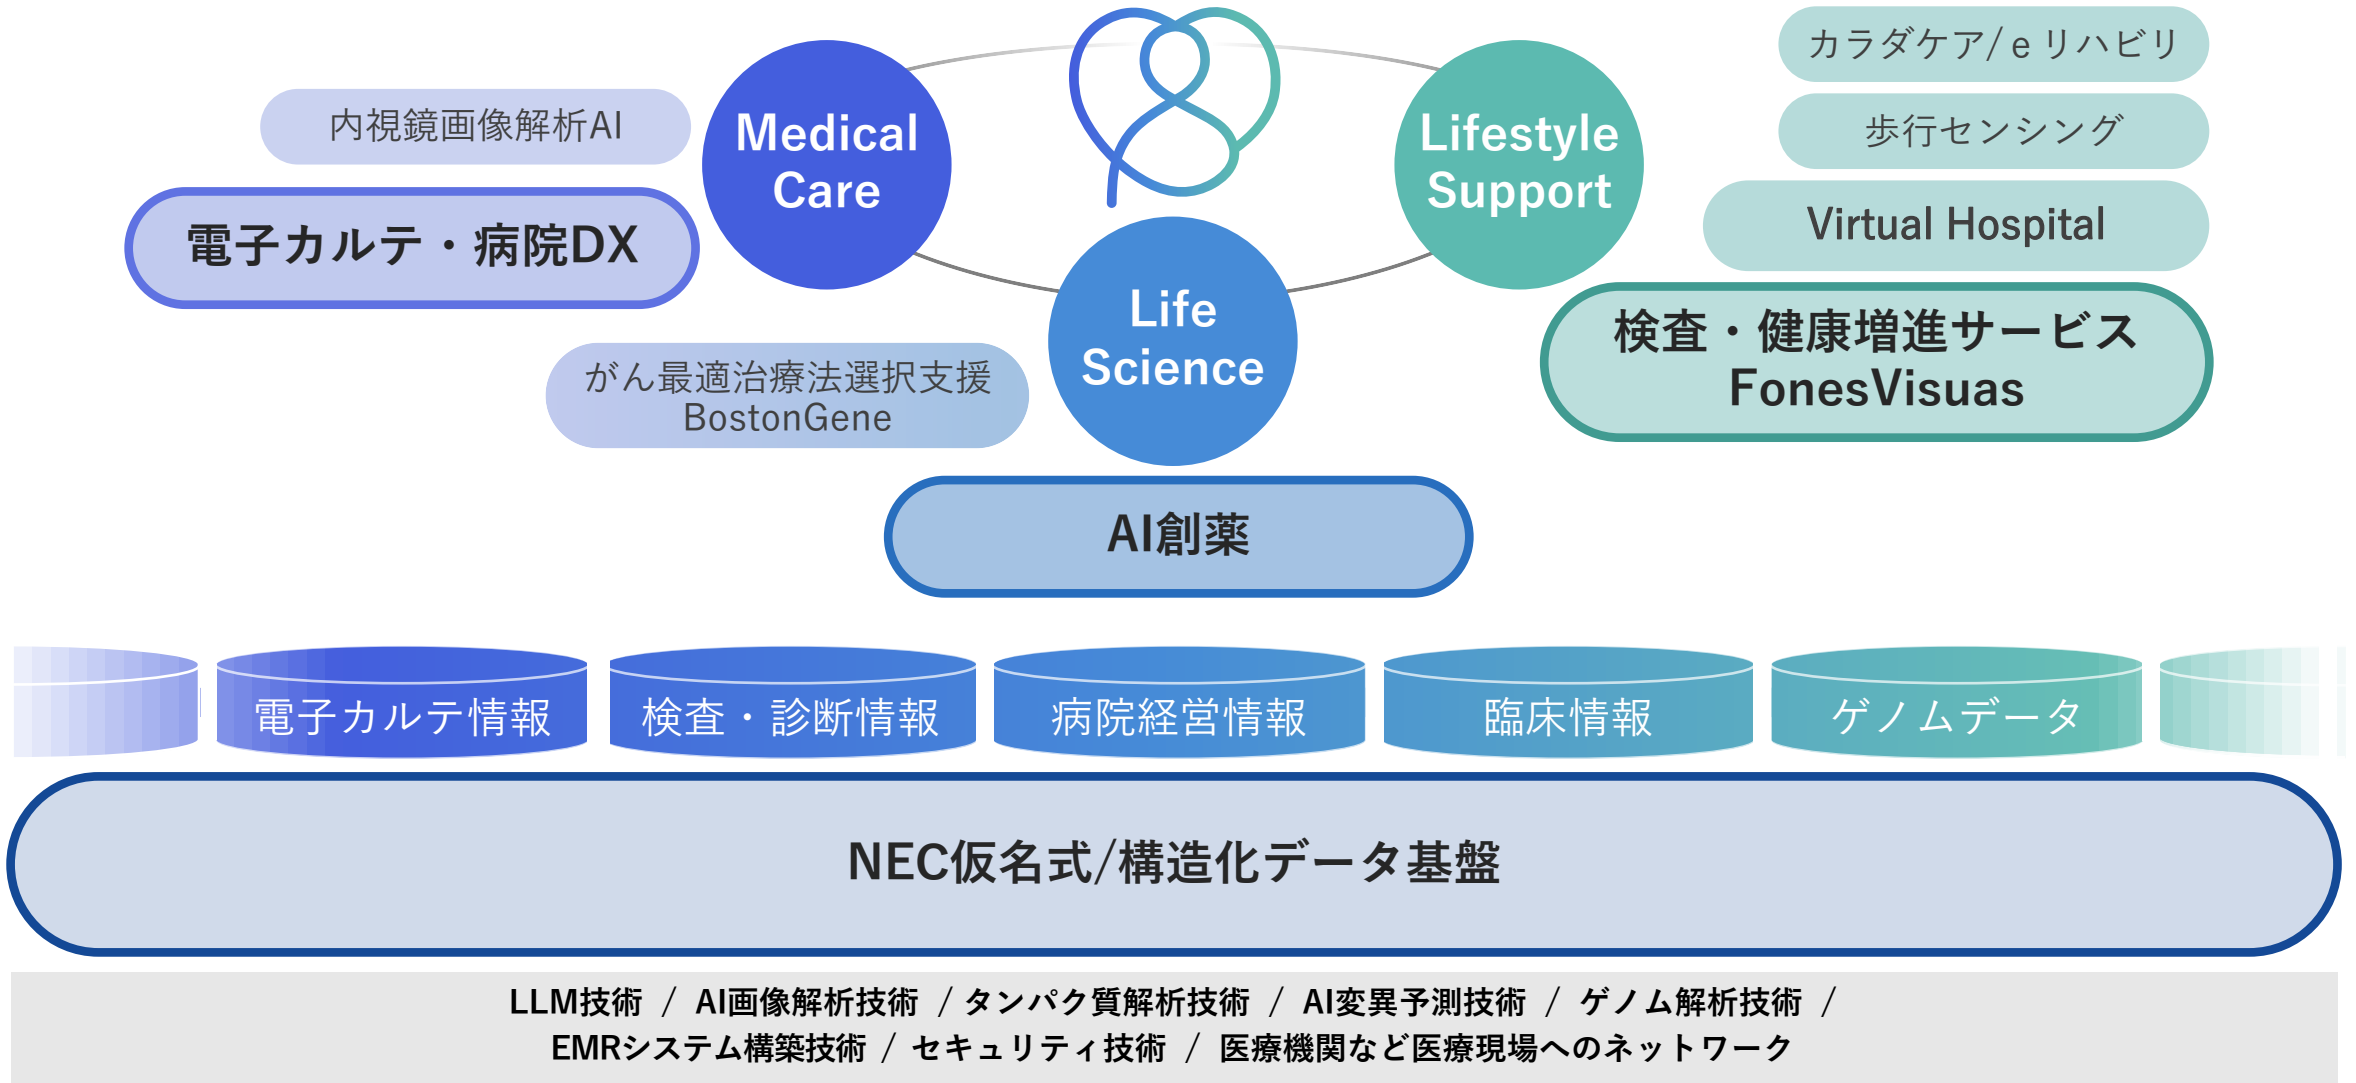 内視鏡画像解析AI
電子カルテ・病院DX
Medical
Care
Life
Science
がん最適治療法選択支援
BostonGene
AI創薬
Lifestyle
Support
カラダケア/ｅリハビリ
歩行センシング
Virtual Hospital
検査・健康増進サービス
FonesVisuas
電子カルテ情報
検査・診断情報
病院経営情報
臨床情報
ゲノムデータ
NEC仮名式/構造化データ基盤
LLM技術 / AI画像解析技術 / タンパク質解析技術 / AI変異予測技術 / ゲノム解析技術 /
EMRシステム構築技術 / セキュリティ技術 / 医療機関など医療現場へのネットワーク